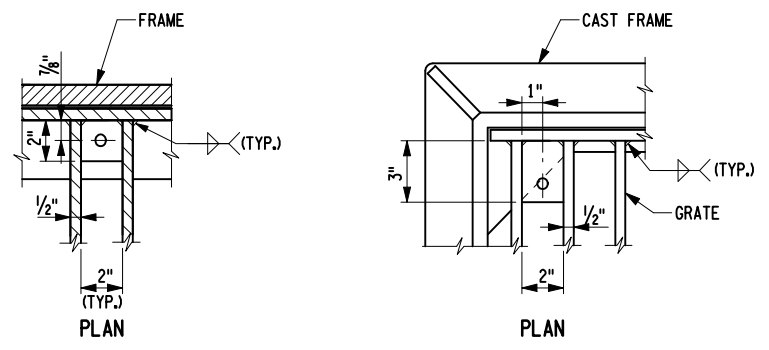 FRAME
7/8"
2"
(TYP.)
1/2"
2"
(TYP.)
PLAN
CAST FRAME
1"
3"
(TYP.)
1/2"
GRATE
2"
PLAN